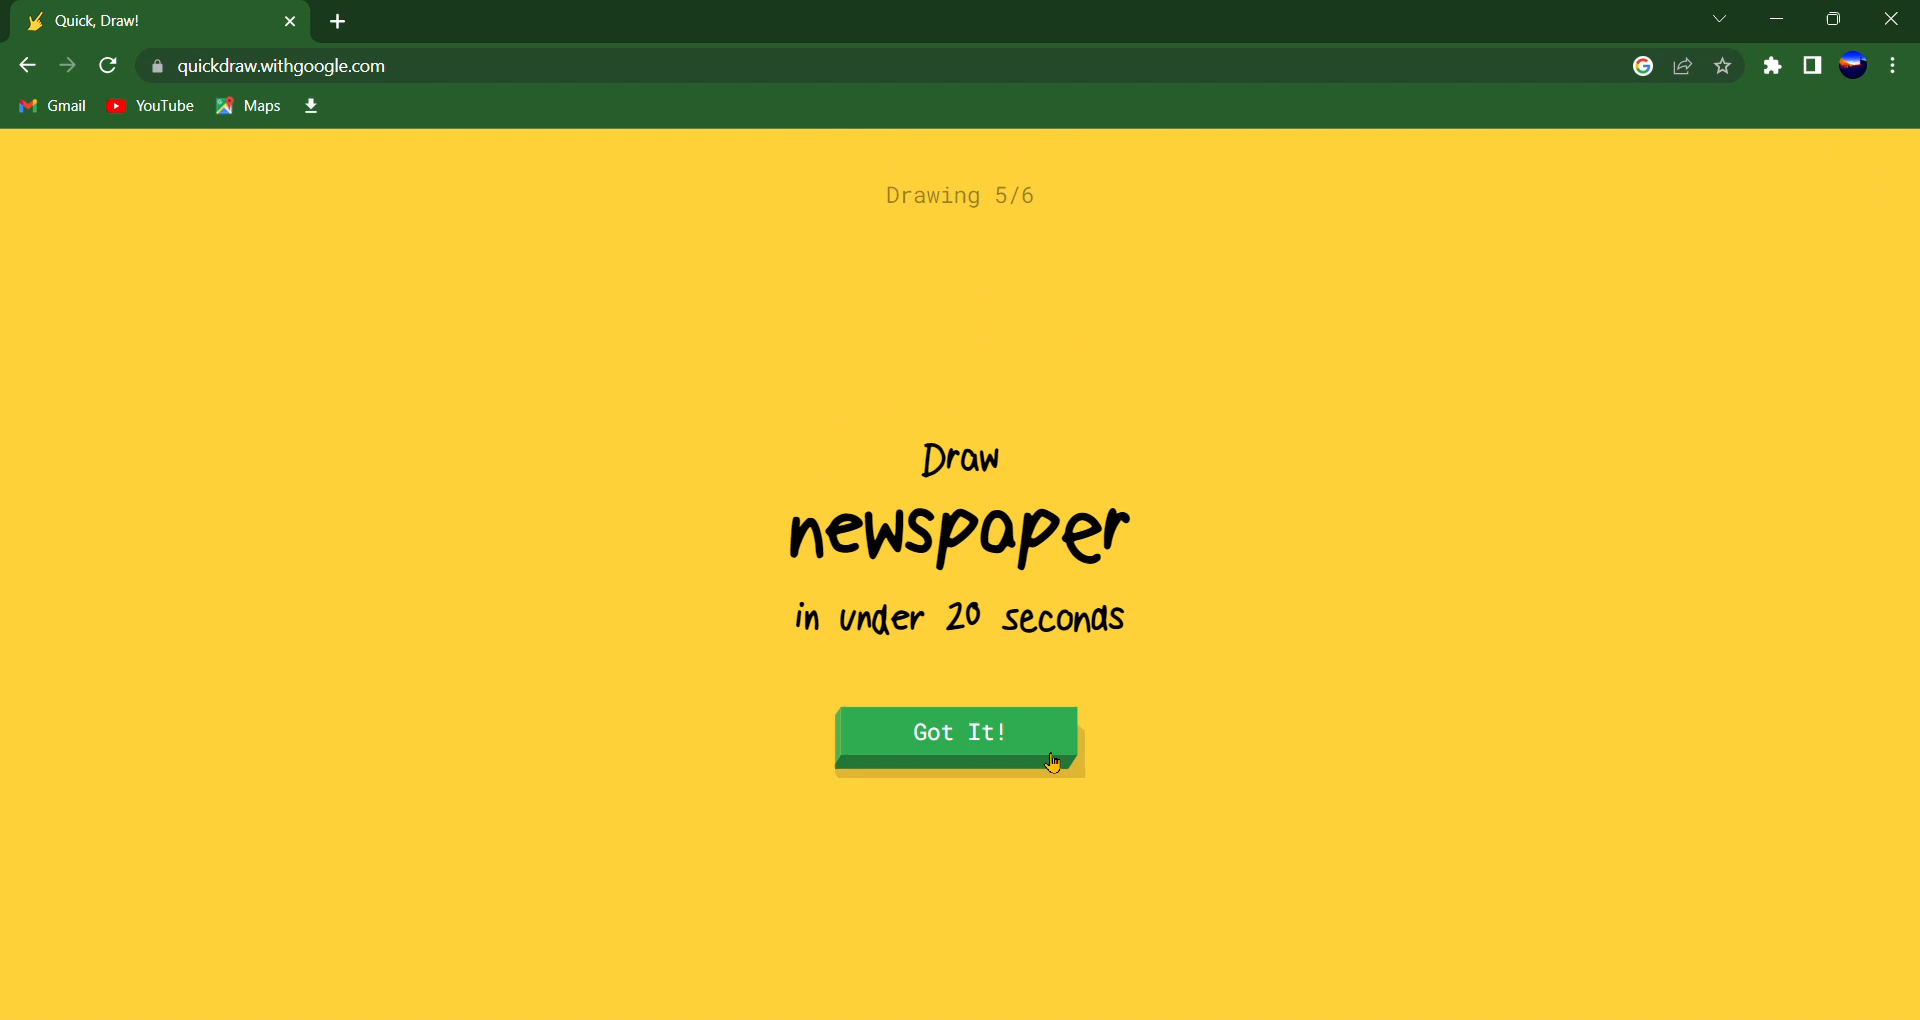 Quick, Draw!
quickdraw.withgoogle.com
Gmail YouTube Maps
Drawing 5/6
Draw
newspaper
in under 20 seconds
Got It!